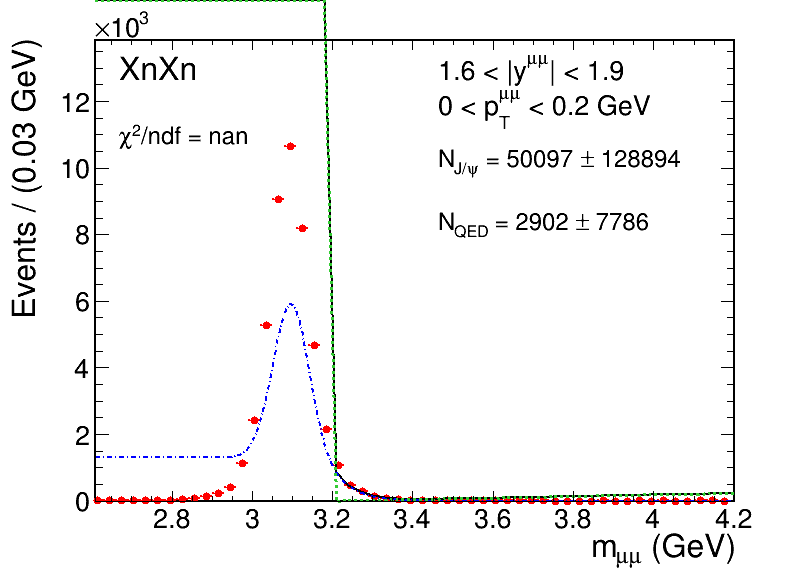 ×10³
XnXn
1.6 < |y^μμ| < 1.9
0 < p_T^μμ < 0.2 GeV
χ²/ndf = nan
N_J/ψ = 50097 ± 128894
N_QED = 2902 ± 7786
Events / (0.03 GeV)
12
10
8
6
4
2
0
2.8
3
3.2
3.4
3.6
3.8
4
4.2
m_μμ (GeV)